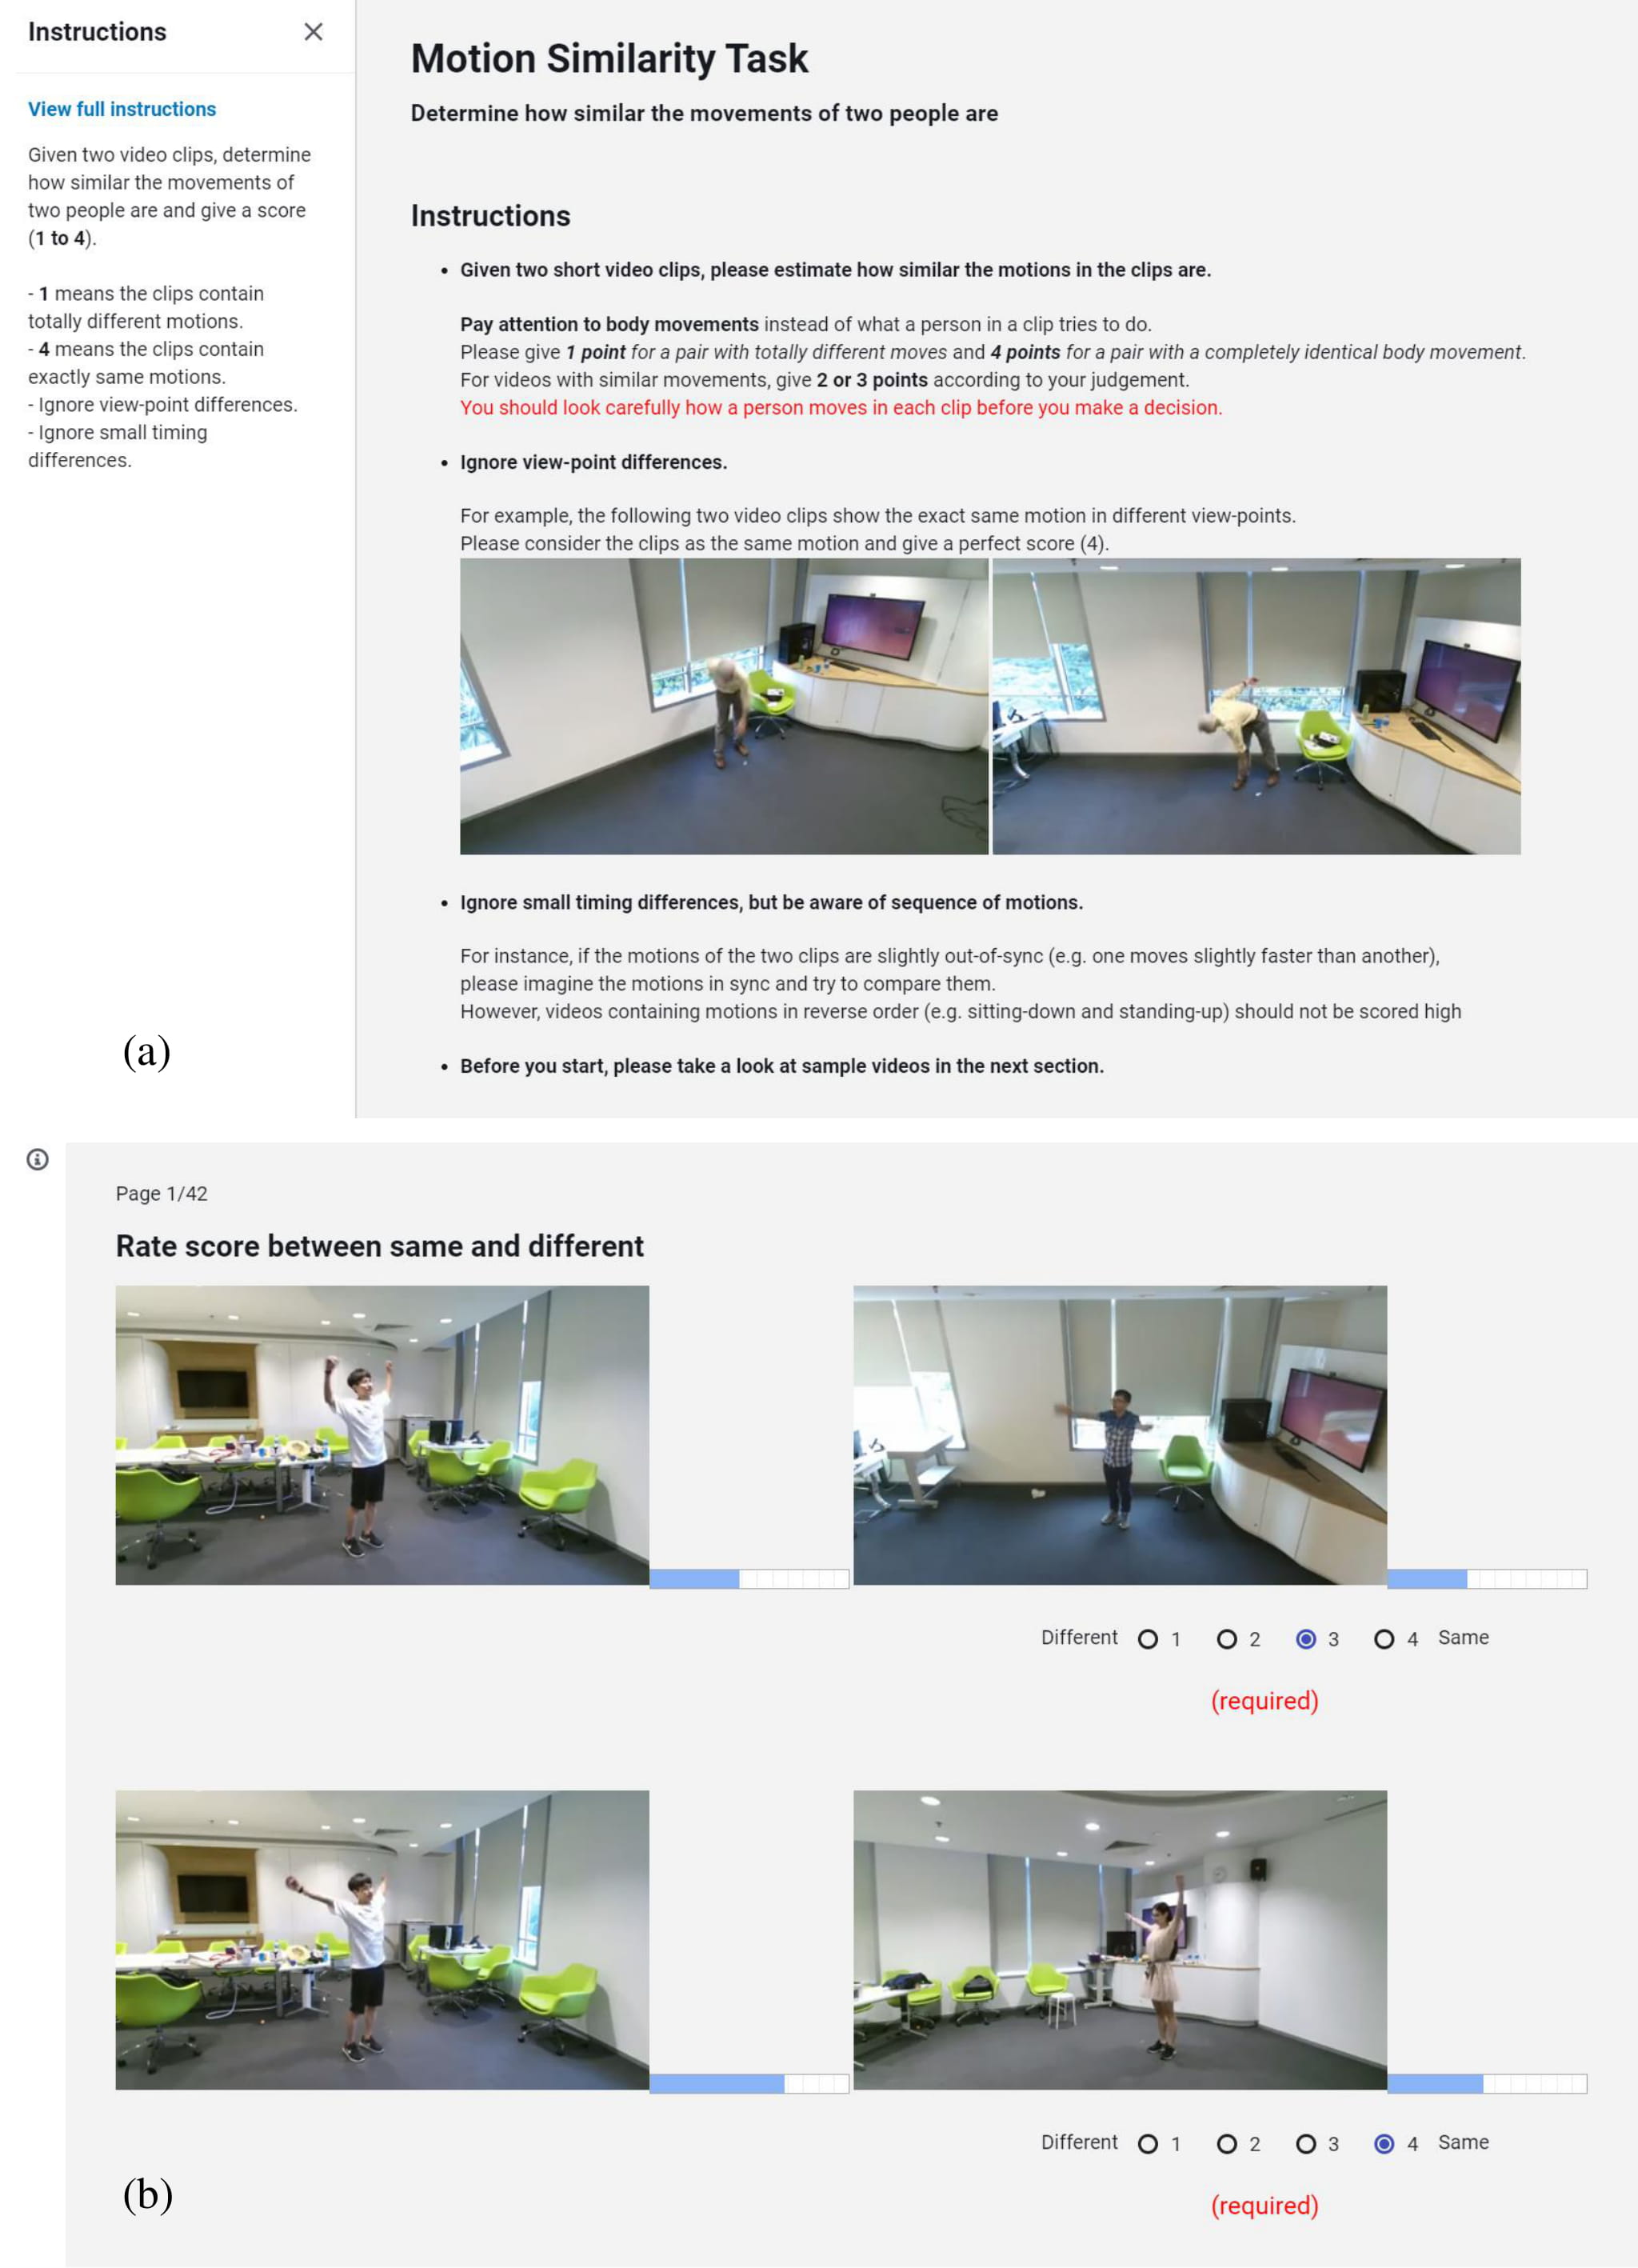 Instructions
View full instructions
Given two video clips, determine
how similar the movements of
two people are and give a score
(1 to 4).
- 1 means the clips contain
totally different motions.
- 4 means the clips contain
exactly same motions.
- Ignore view-point differences.
- Ignore small timing
differences.
(a)
Motion Similarity Task
Determine how similar the movements of two people are
Instructions
• Given two short video clips, please estimate how similar the motions in the clips are.
Pay attention to body movements instead of what a person in a clip tries to do.
Please give 1 point for a pair with totally different moves and 4 points for a pair with a completely identical body movement.
For videos with similar movements, give 2 or 3 points according to your judgement.
You should look carefully how a person moves in each clip before you make a decision.
• Ignore view-point differences.
For example, the following two video clips show the exact same motion in different view-points.
Please consider the clips as the same motion and give a perfect score (4).
• Ignore small timing differences, but be aware of sequence of motions.
For instance, if the motions of the two clips are slightly out-of-sync (e.g. one moves slightly faster than another),
please imagine the motions in sync and try to compare them.
However, videos containing motions in reverse order (e.g. sitting-down and standing-up) should not be scored high
• Before you start, please take a look at sample videos in the next section.
Page 1/42
Rate score between same and different
Different 1 2 3 4 Same
(required)
Different 1 2 3 4 Same
(required)
(b)